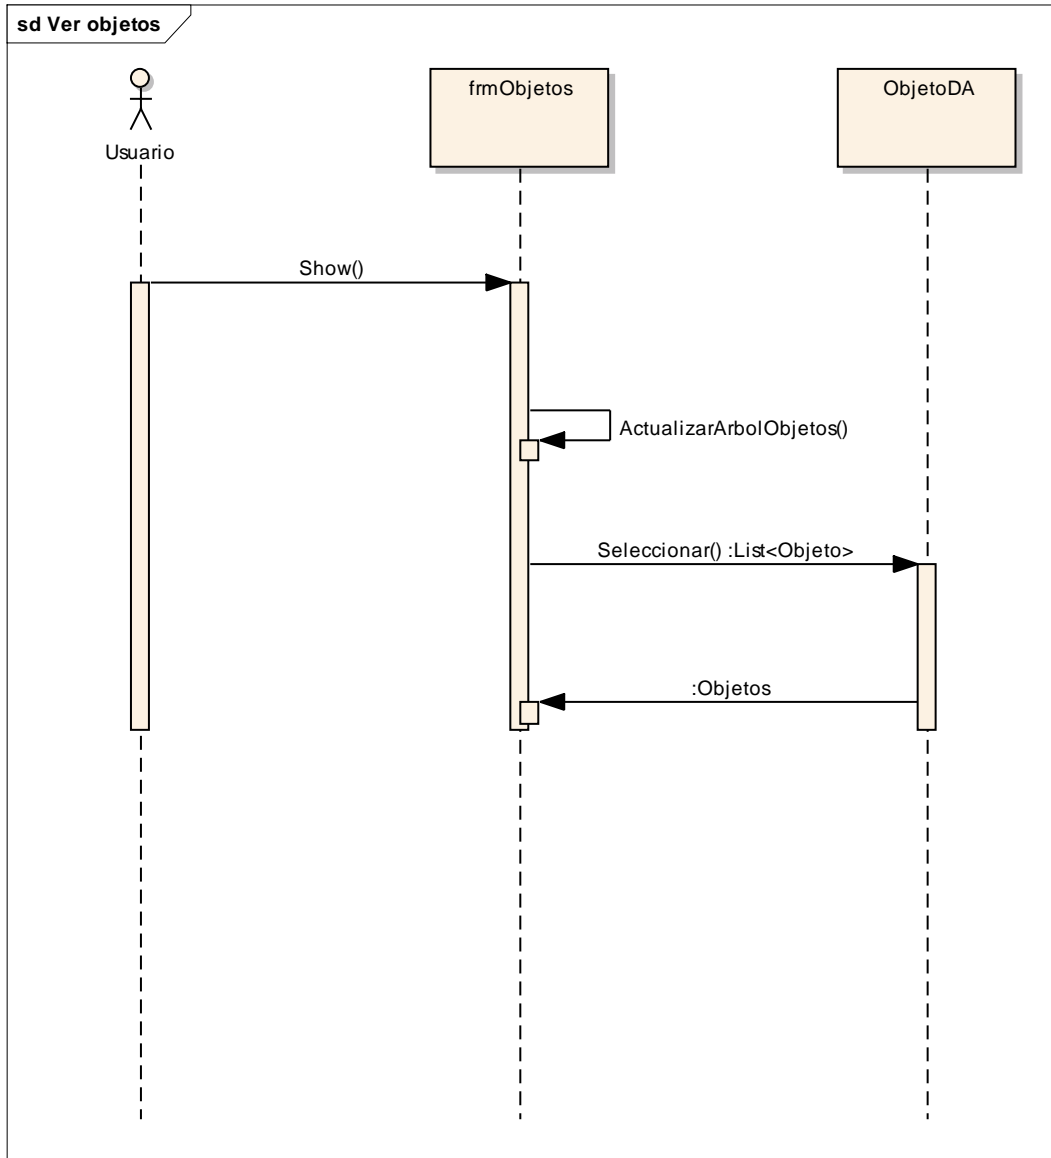 sd Ver objetos
Usuario
frmObjetos
ObjetoDA
Show()
ActualizarArbolObjetos()
Seleccionar() :List<Objeto>
:Objetos